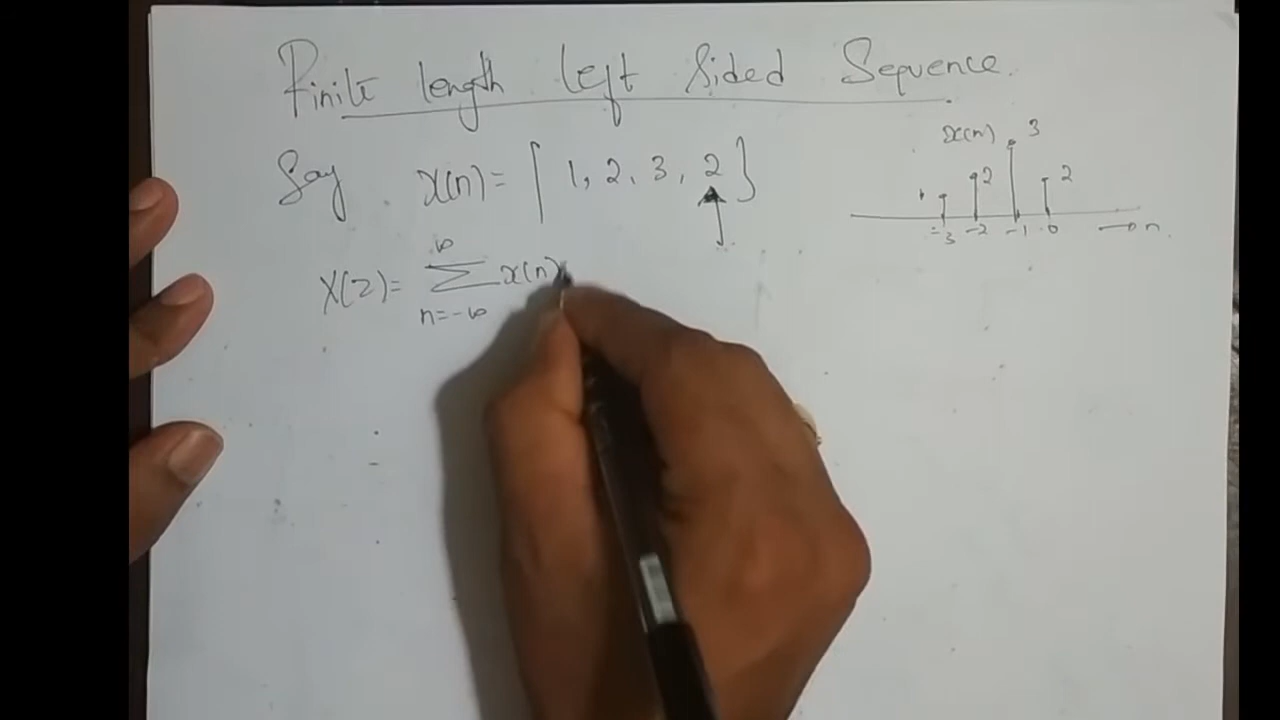 Finite length left Sided Sequence.
Say x(n) = { 1, 2, 3, 2 }
x(n) 3
2 2
-3 -2 -1 0 → n
X(z) = ∑ x(n)
∞
n=-∞